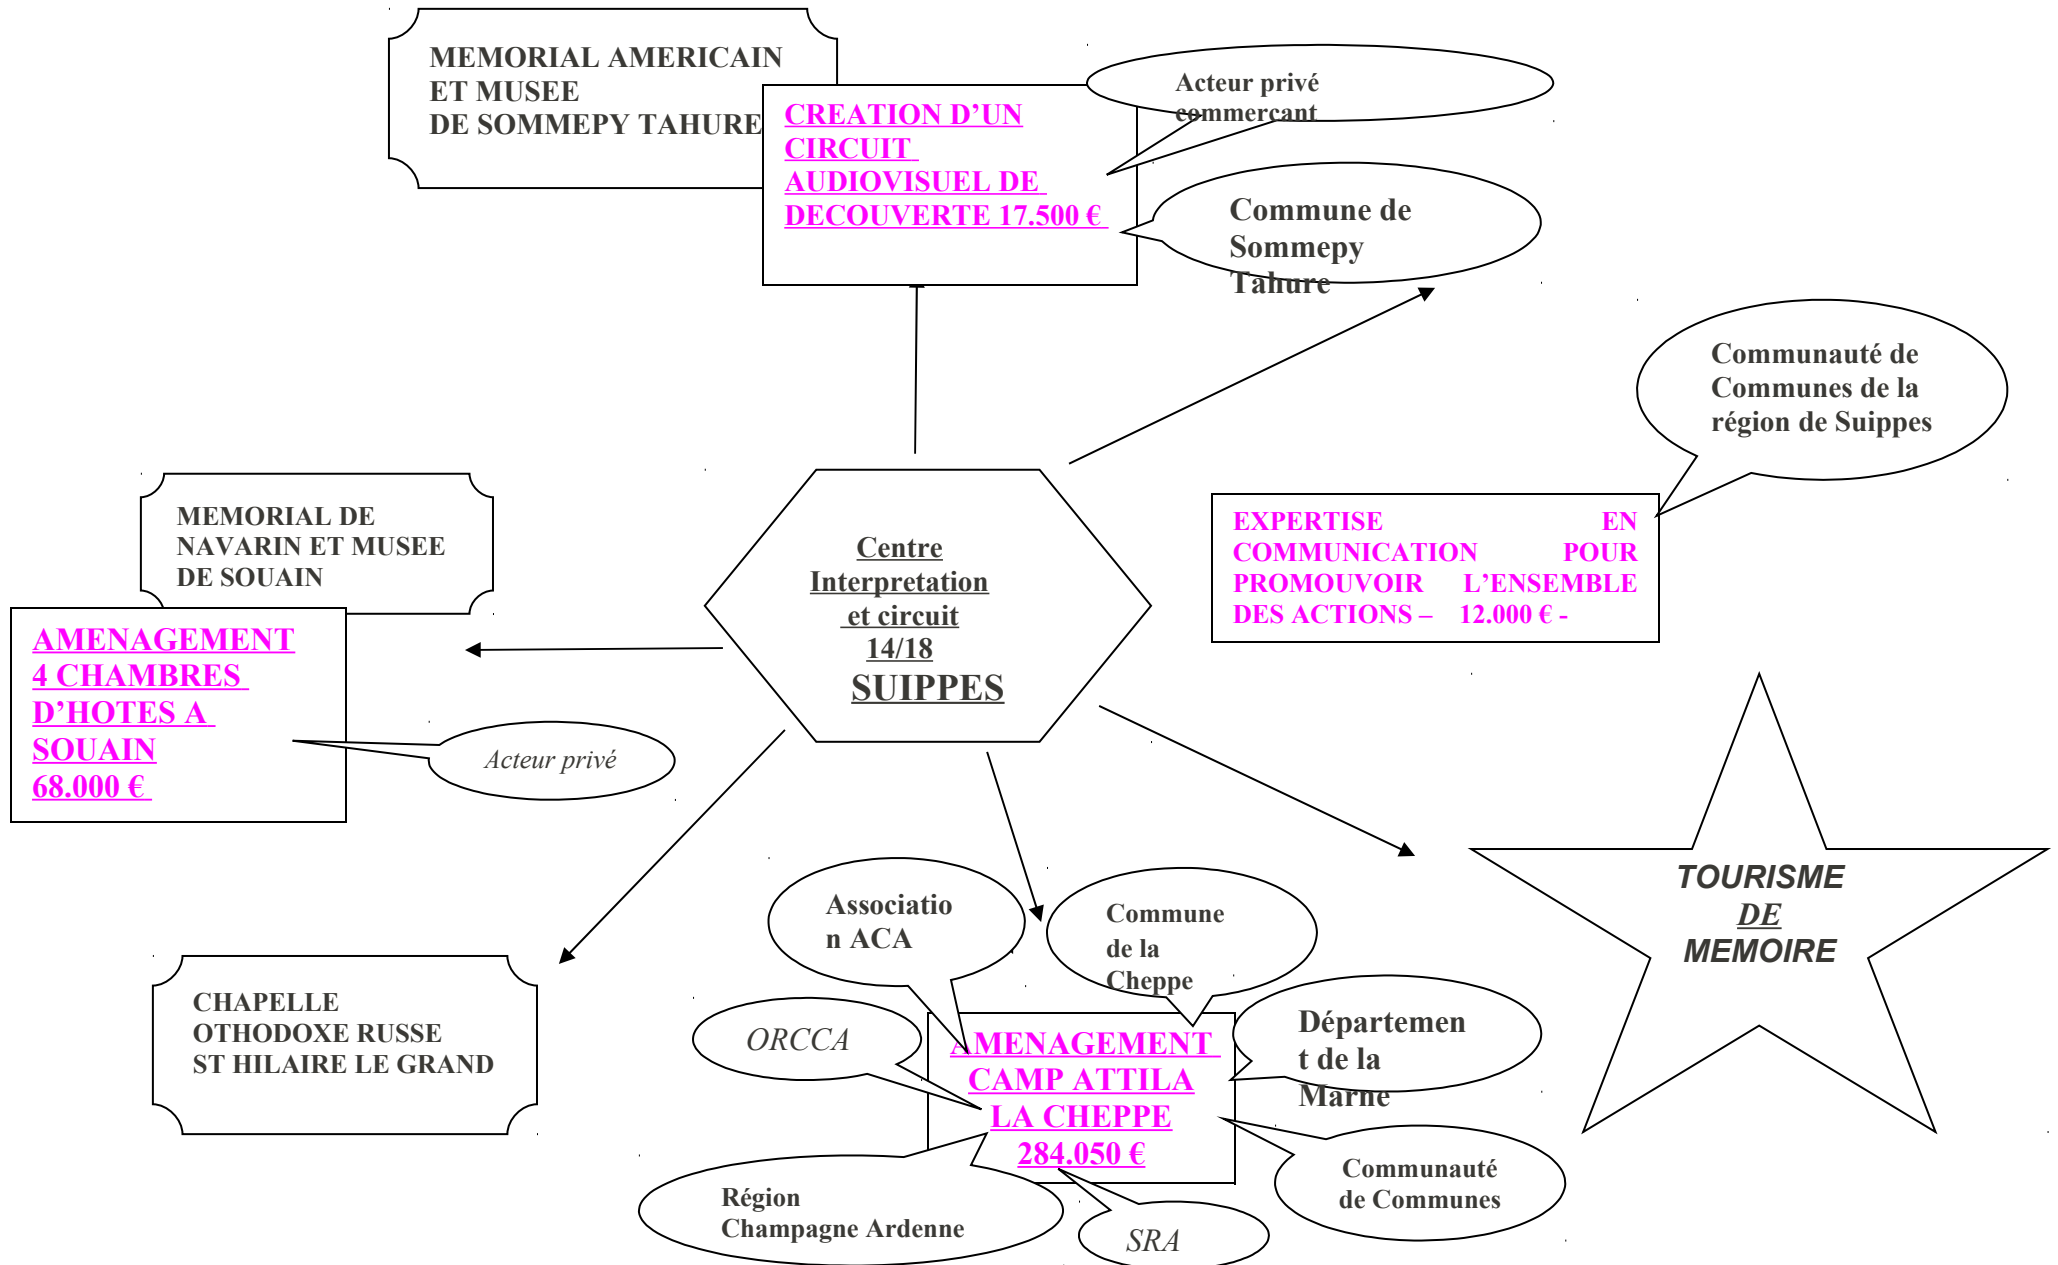 MEMORIAL AMERICAIN
ET MUSEE
DE SOMMEPY TAHURE
CREATION D’UN
CIRCUIT
AUDIOVISUEL DE
DECOUVERTE 17.500 €
Acteur privé
commerçant
Commune de
Sommepy
Tahure
Communauté de
Communes de la
région de Suippes
MEMORIAL DE
NAVARIN ET MUSEE
DE SOUAIN
Centre
Interpretation
et circuit
14/18
SUIPPES
EXPERTISE EN
COMMUNICATION POUR
PROMOUVOIR L’ENSEMBLE
DES ACTIONS – 12.000 € -
AMENAGEMENT
4 CHAMBRES
D’HOTES A
SOUAIN
68.000 €
Acteur privé
TOURISME
DE
MEMOIRE
Associatio
n ACA
Commune
de la
Cheppe
CHAPELLE
OTHODOXE RUSSE
ST HILAIRE LE GRAND
ORCCA
AMENAGEMENT
CAMP ATTILA
LA CHEPPE
284.050 €
Départemen
t de la
Marne
Région
Champagne Ardenne
SRA
Communauté
de Communes